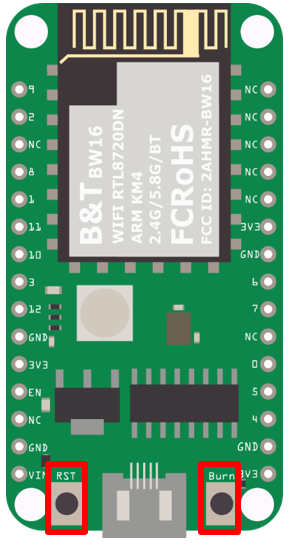 9
2
NC
8
1
11
10
3
12
GND
3V3
EN
NC
GND
VIN
B&T BW16
WIFI RTL8720DN
ARM KM4
2.4G/5.8G/BT
FCRoHS
FCC ID: 2AHMR-BW16
NC
NC
NC
NC
NC
3V3
GND
6
7
NC
0
5
4
GND
3V3
RST
Burn